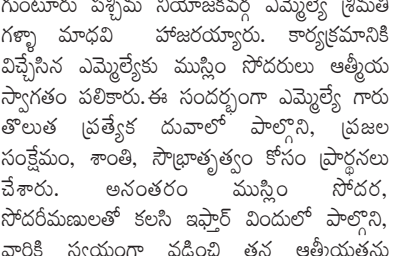 గుంటూరు పశ్చిమ నియోజకవర్గ ఎమ్మెల్యే శ్రీమతి
గళ్ళా మాధవి హాజరయ్యారు. కార్యక్రమానికి
విచ్చేసిన ఎమ్మెల్యేకు ముస్లిం సోదరులు ఆత్మీయ
స్వాగతం పలికారు.ఈ సందర్భంగా ఎమ్మెల్యే గారు
తొలుత ప్రత్యేక దువాలో పాల్గొని, ప్రజల
సంక్షేమం, శాంతి, సౌభ్రాతృత్వం కోసం ప్రార్థనలు
చేశారు. అనంతరం ముస్లిం సోదర,
సోదరీమణులతో కలసి ఇఫ్తార్ విందులో పాల్గొని,
వారికి స్వయంగా వడ్డించి తన ఆత్మీయతను